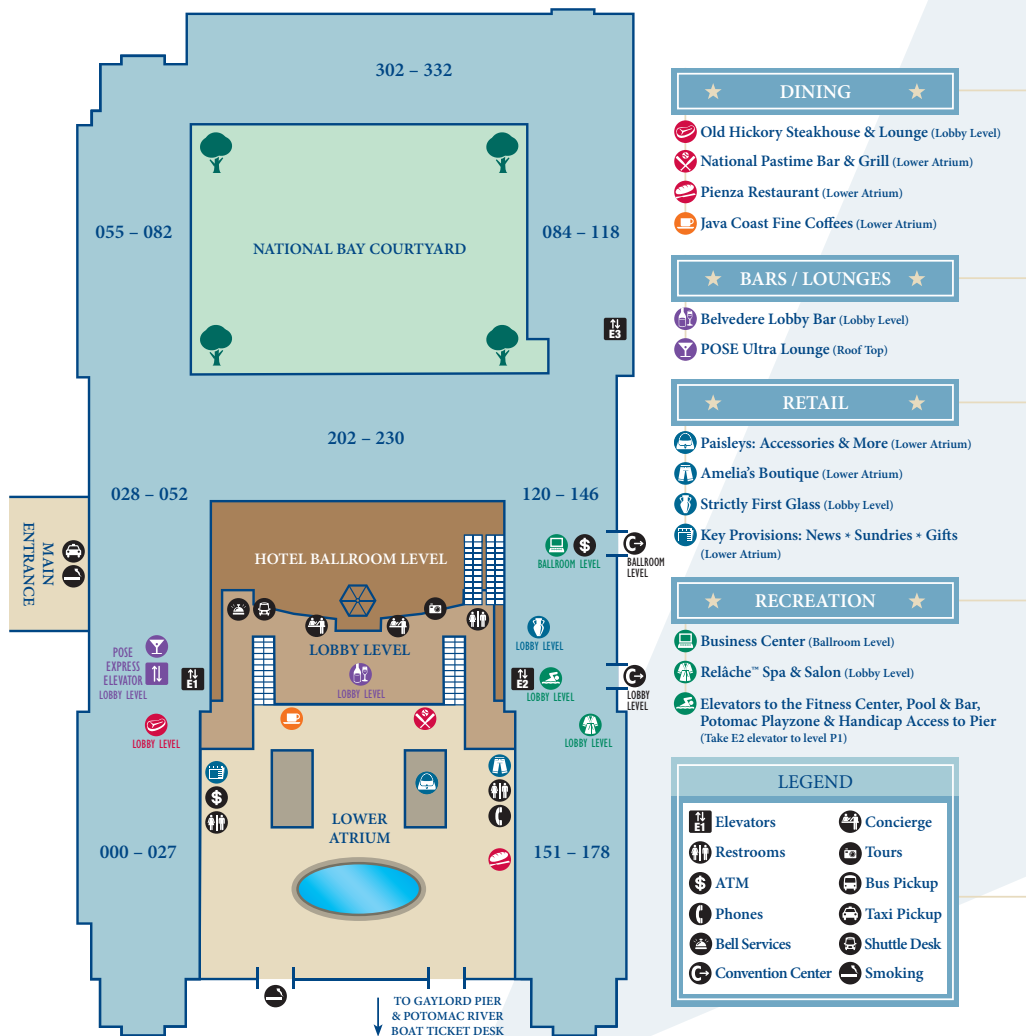 302 – 332
055 – 082
084 – 118
NATIONAL BAY COURTYARD
E3
202 – 230
028 – 052
120 – 146
MAIN
ENTRANCE
HOTEL BALLROOM LEVEL
$
BALLROOM LEVEL
C
BALLROOM
LEVEL
LOBBY LEVEL
LOBBY LEVEL
LOBBY LEVEL
POSE
EXPRESS
ELEVATOR
LOBBY LEVEL
E1
E2
LOBBY LEVEL
C
LOBBY
LEVEL
LOBBY LEVEL
LOBBY LEVEL
$
LOWER
ATRIUM
000 – 027
151 – 178
TO GAYLORD PIER
& POTOMAC RIVER
BOAT TICKET DESK
DINING
Old Hickory Steakhouse & Lounge (Lobby Level)
National Pastime Bar & Grill (Lower Atrium)
Pienza Restaurant (Lower Atrium)
Java Coast Fine Coffees (Lower Atrium)
BARS / LOUNGES
Belvedere Lobby Bar (Lobby Level)
POSE Ultra Lounge (Roof Top)
RETAIL
Paisleys: Accessories & More (Lower Atrium)
Amelia's Boutique (Lower Atrium)
Strictly First Glass (Lobby Level)
Key Provisions: News * Sundries * Gifts
(Lower Atrium)
RECREATION
Business Center (Ballroom Level)
Relâche™ Spa & Salon (Lobby Level)
Elevators to the Fitness Center, Pool & Bar,
Potomac Playzone & Handicap Access to Pier
(Take E2 elevator to level P1)
LEGEND
E1 Elevators
Concierge
Restrooms
Tours
$ ATM
Bus Pickup
Phones
Taxi Pickup
Bell Services
Shuttle Desk
C Convention Center
Smoking